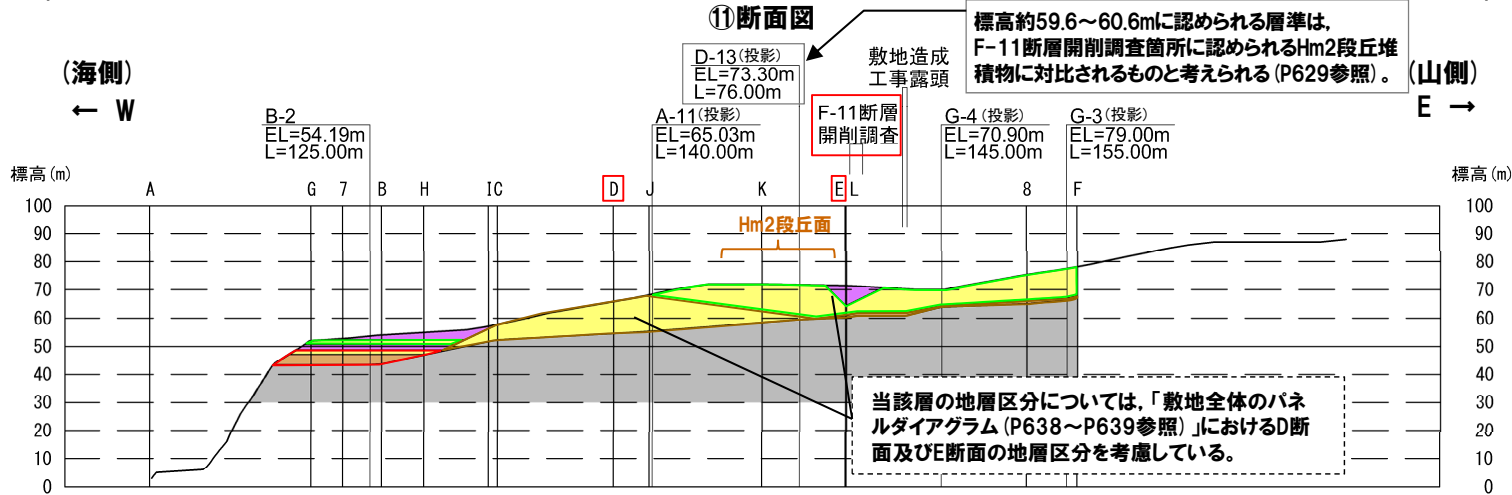 ⑪断面図
標高約59.6～60.6mに認められる層準は，
F-11断層開削調査箇所に認められるHm2段丘堆
積物に対比されるものと考えられる（P629参照）。
（海側）
← W
（山側）
E →
D-13（投影）
EL=73.30m
L=76.00m
敷地造成
工事露頭
B-2
EL=54.19m
L=125.00m
A-11（投影）
EL=65.03m
L=140.00m
F-11断層
開削調査
G-4（投影）
EL=70.90m
L=145.00m
G-3（投影）
EL=79.00m
L=155.00m
標高(m)
標高(m)
A G 7 B H I C D J K E L 8 F
Hm2段丘面
100 100
90 90
80 80
70 70
60 60
50 50
40 40
30 30
20 20
10 10
0 0
当該層の地層区分については，「敷地全体のパネ
ルダイアグラム（P638～P639参照）」におけるD断
面及びE断面の地層区分を考慮している。